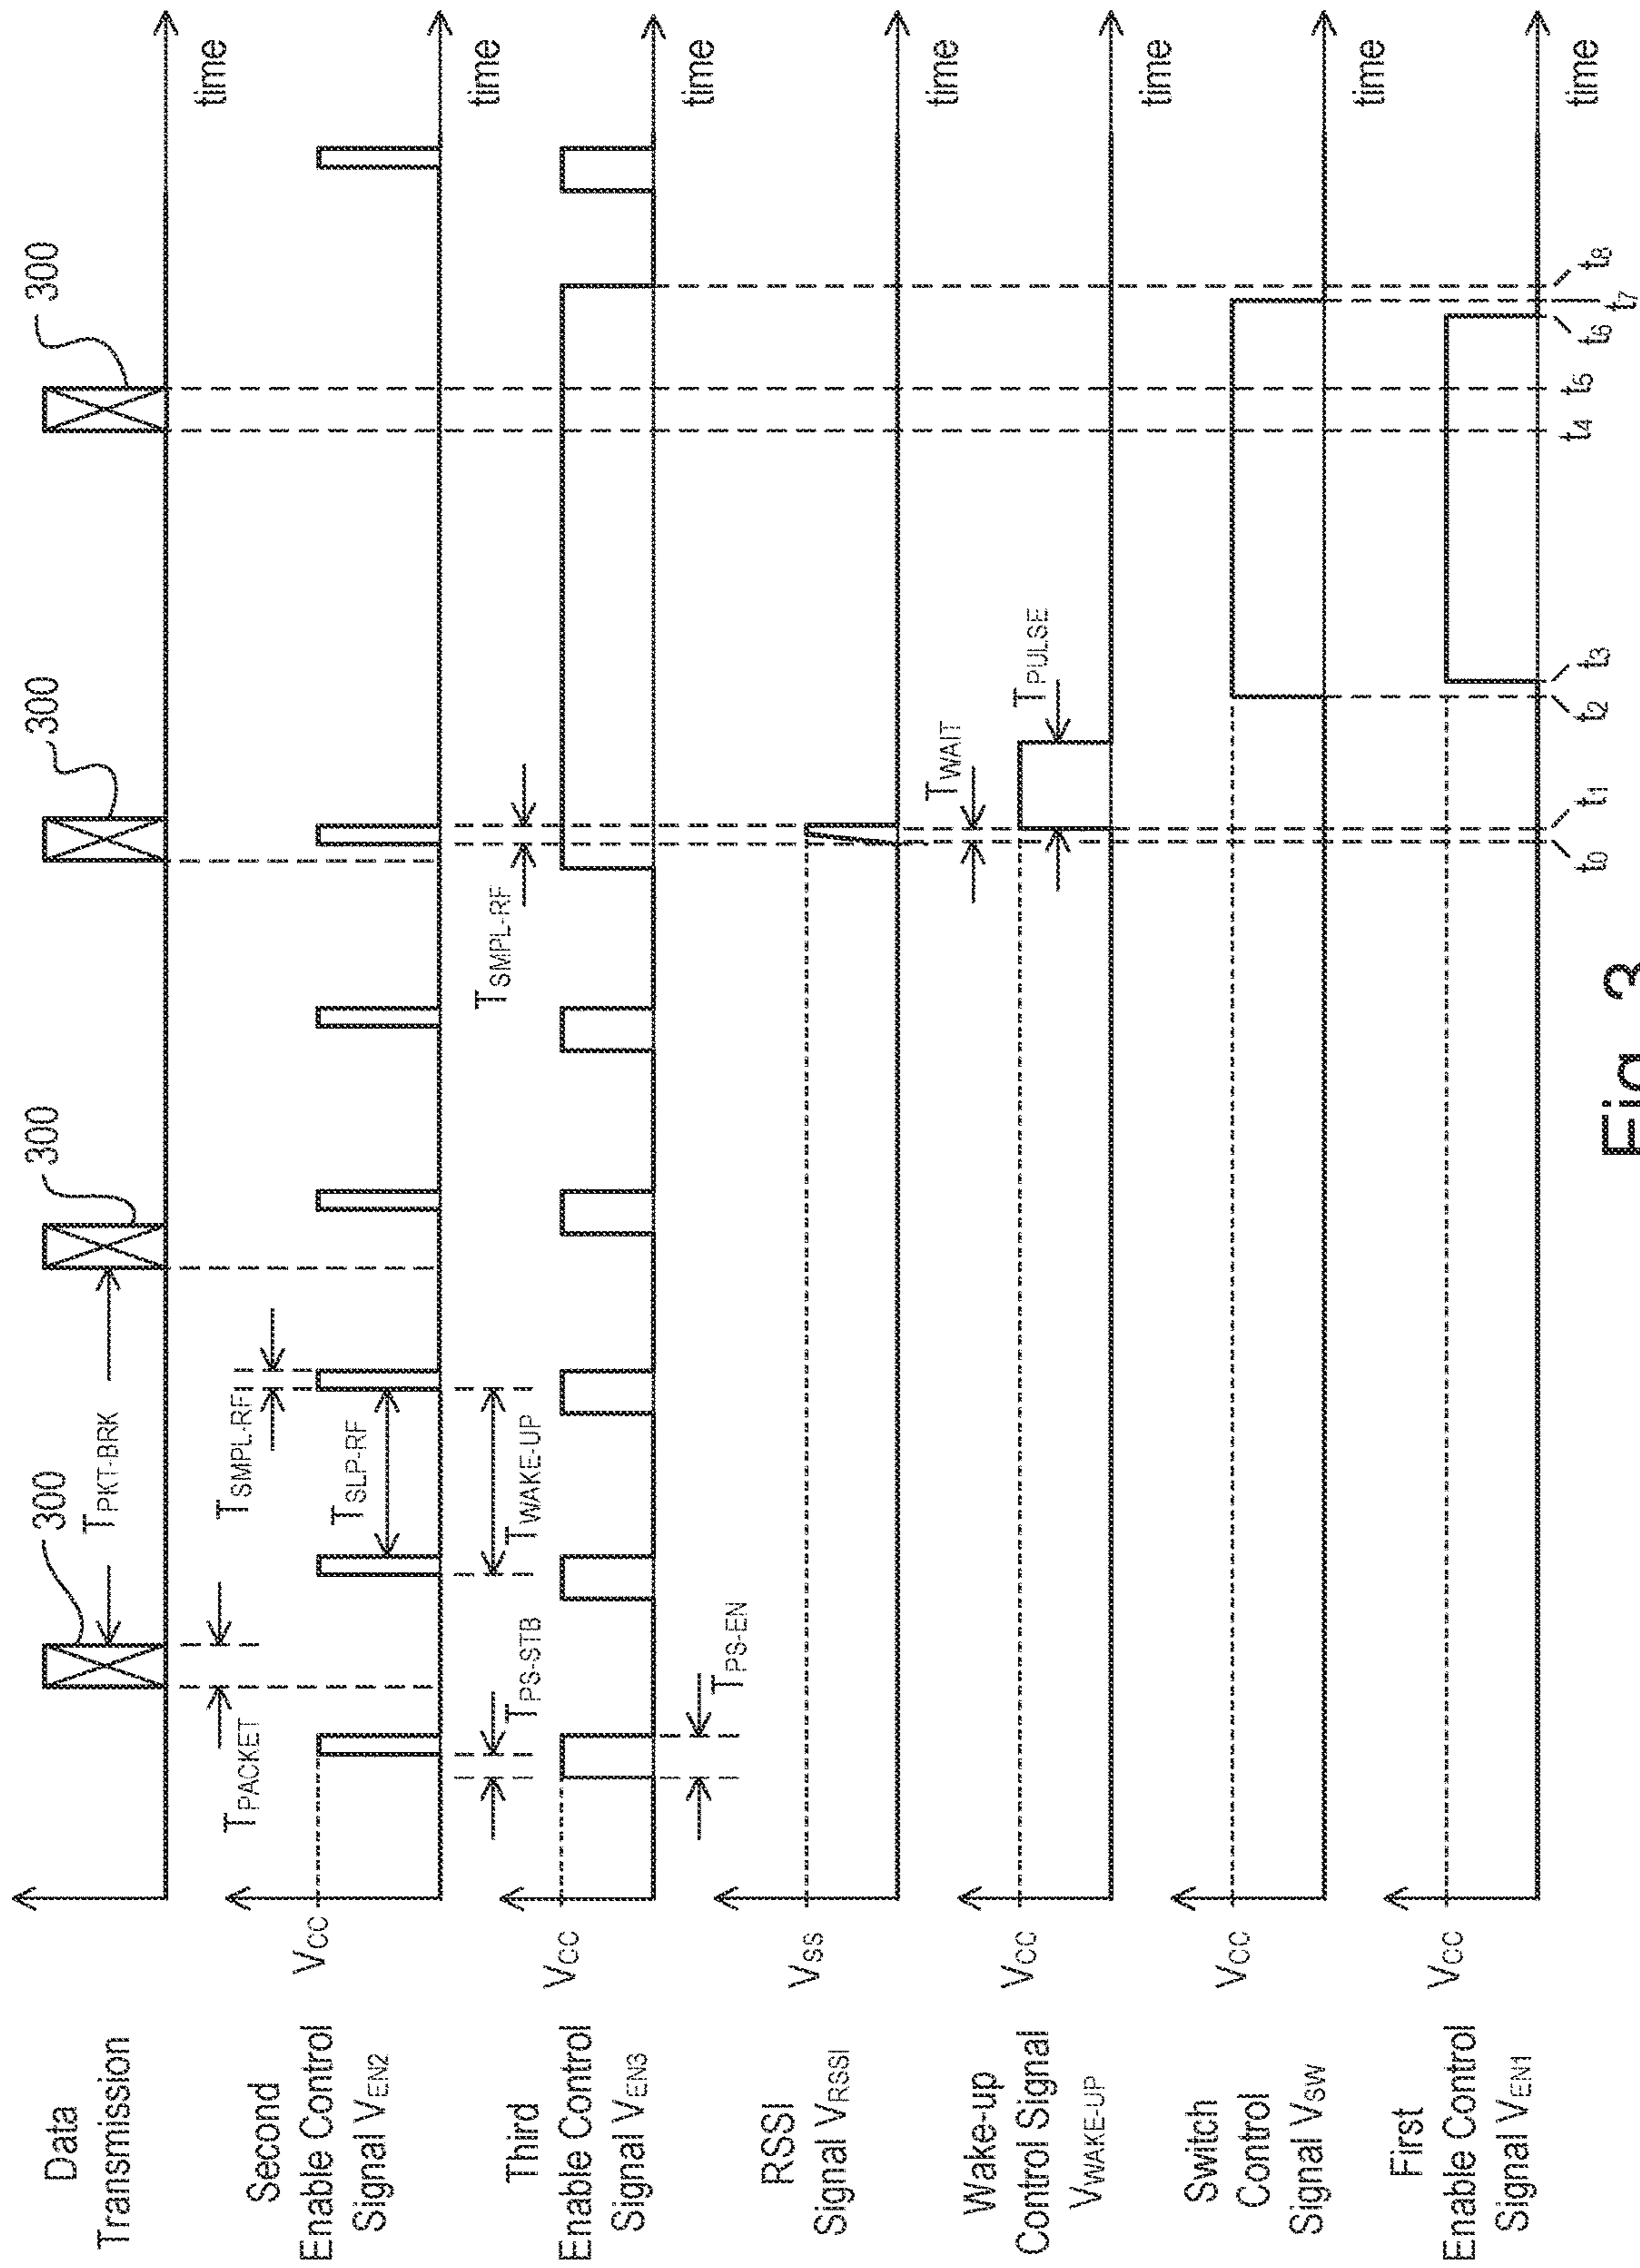 Data
Transmission
300
300
300
300
TPKT-BRK
TPACKET
time
Second
Enable Control
Signal VEN2
Vcc
TSMPL-RF
TSLP-RF
time
Third
Enable Control
Signal VEN3
Vcc
TPS-STB
TWAKE-UP
TSMPL-RF
TPS-EN
time
RSSI
Signal VRSSI
Vss
time
Wake-up
Control Signal
VWAKE-UP
Vcc
TWAIT
TPULSE
time
Switch
Control
Signal VSW
Vcc
time
First
Enable Control
Signal VEN1
Vcc
time
t0
t1
t2
t3
t4
t5
t6
t7
t8
Fig. 3